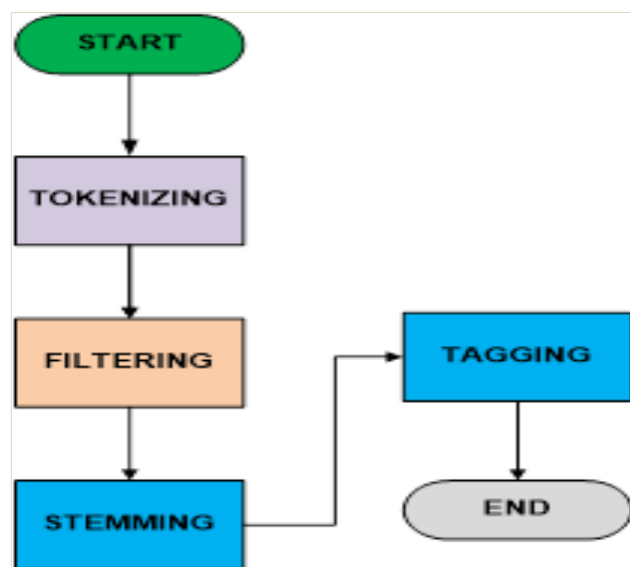 START
TOKENIZING
FILTERING
STEMMING
TAGGING
END